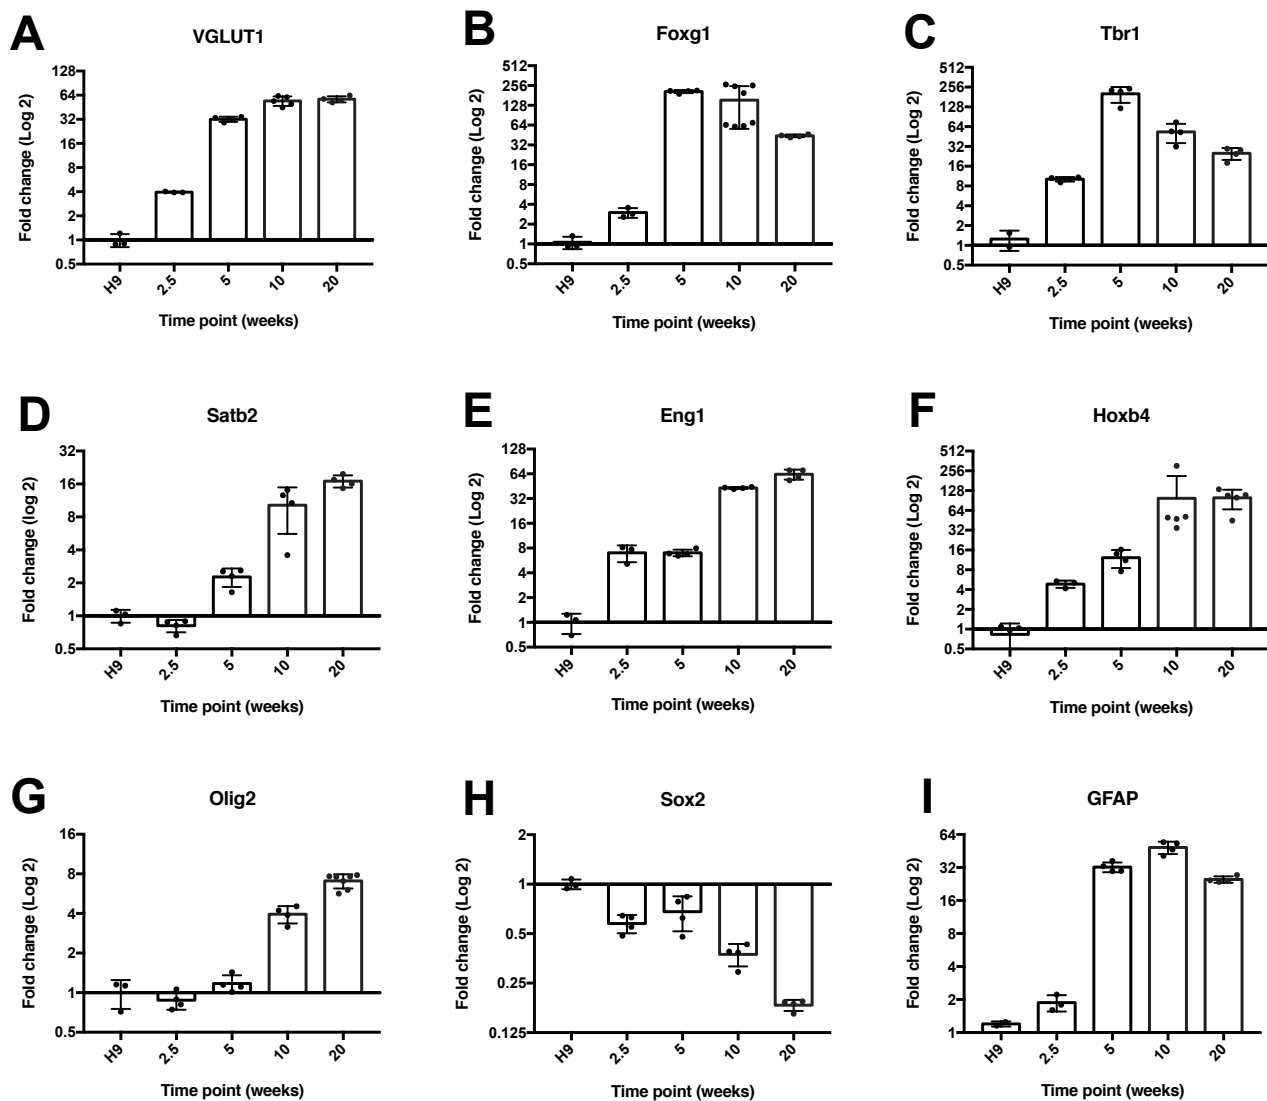 A
VGLUT1
Fold change (Log 2)
128
64
32
16
8
4
2
1
0.5
H9
2.5
5
10
20
Time point (weeks)
B
Foxg1
Fold change (Log 2)
512
256
128
64
32
16
8
4
2
1
0.5
H9
2.5
5
10
20
Time point (weeks)
C
Tbr1
Fold change (Log 2)
512
256
128
64
32
16
8
4
2
1
0.5
H9
2.5
5
10
20
Time point (weeks)
D
Satb2
Fold change (log 2)
32
16
8
4
2
1
0.5
H9
2.5
5
10
20
Time point (weeks)
E
Eng1
Fold change (Log 2)
128
64
32
16
8
4
2
1
0.5
H9
2.5
5
10
20
Time point (weeks)
F
Hoxb4
Fold change (Log 2)
512
256
128
64
32
16
8
4
2
1
0.5
H9
2.5
5
10
20
Time point (weeks)
G
Olig2
Fold change (Log 2)
16
8
4
2
1
0.5
H9
2.5
5
10
20
Time point (weeks)
H
Sox2
Fold change (Log 2)
2
1
0.5
0.25
0.125
H9
2.5
5
10
20
Time point (weeks)
I
GFAP
Fold change (Log 2)
64
32
16
8
4
2
1
H9
2.5
5
10
20
Time point (weeks)